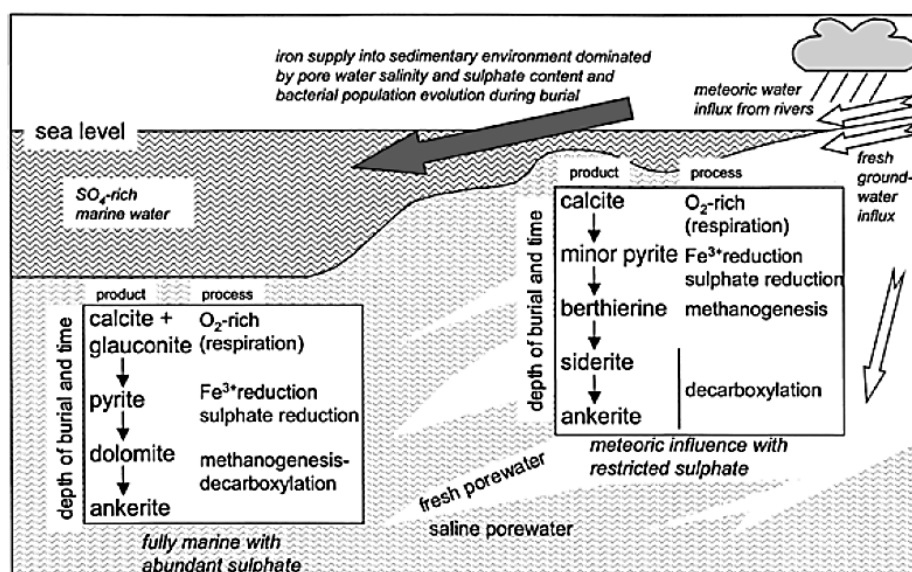 iron supply into sedimentary environment dominated
by pore water salinity and sulphate content and
bacterial population evolution during burial
meteoric water
influx from rivers
sea level
fresh
ground-
water
influx
SO₄-rich
marine water
product process
calcite O₂-rich
(respiration)
minor pyrite Fe³⁺reduction
sulphate reduction
berthierine methanogenesis
siderite
decarboxylation
ankerite
depth of burial and time
meteoric influence with
restricted sulphate
product process
calcite + O₂-rich
glauconite (respiration)
pyrite Fe³⁺reduction
sulphate reduction
dolomite methanogenesis-
decarboxylation
ankerite
depth of burial and time
fully marine with
abundant sulphate
fresh porewater
saline porewater